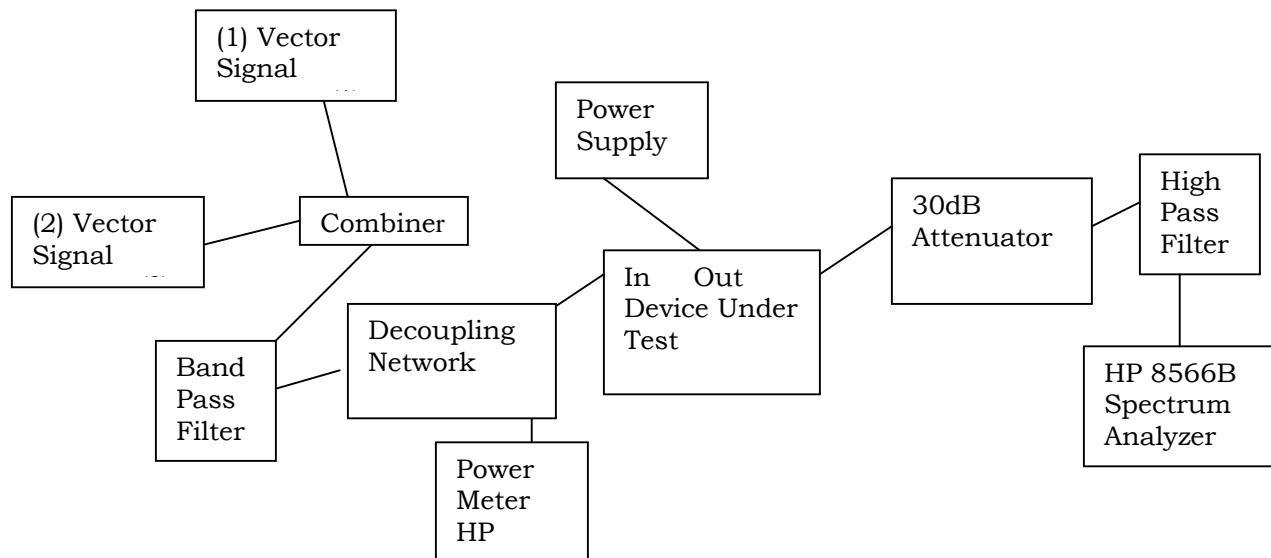 (1) Vector
Signal
(2) Vector
Signal
Combiner
Band
Pass
Filter
Decoupling
Network
Power
Meter
HP
Power
Supply
In Out
Device Under
Test
30dB
Attenuator
High
Pass
Filter
HP 8566B
Spectrum
Analyzer